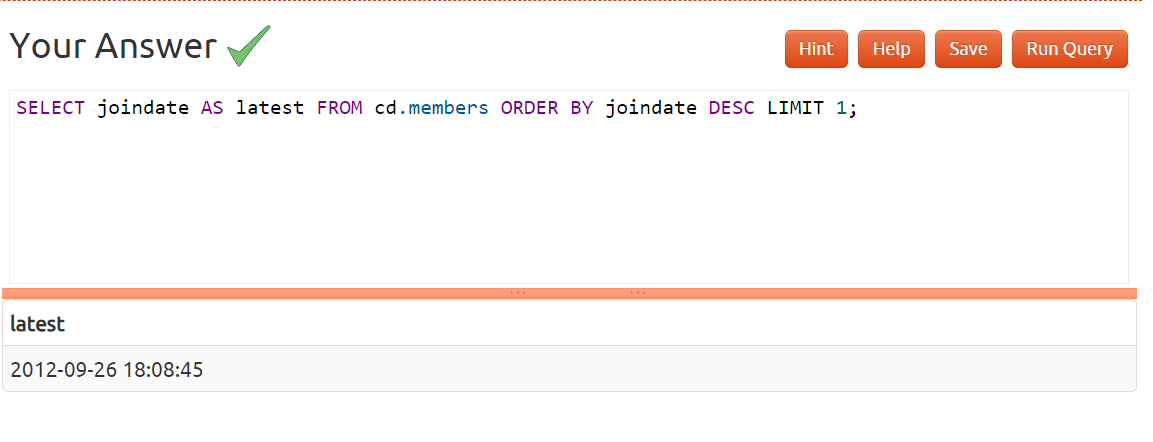 Your Answer
Hint Help Save Run Query
SELECT joindate AS latest FROM cd.members ORDER BY joindate DESC LIMIT 1;
latest
2012-09-26 18:08:45